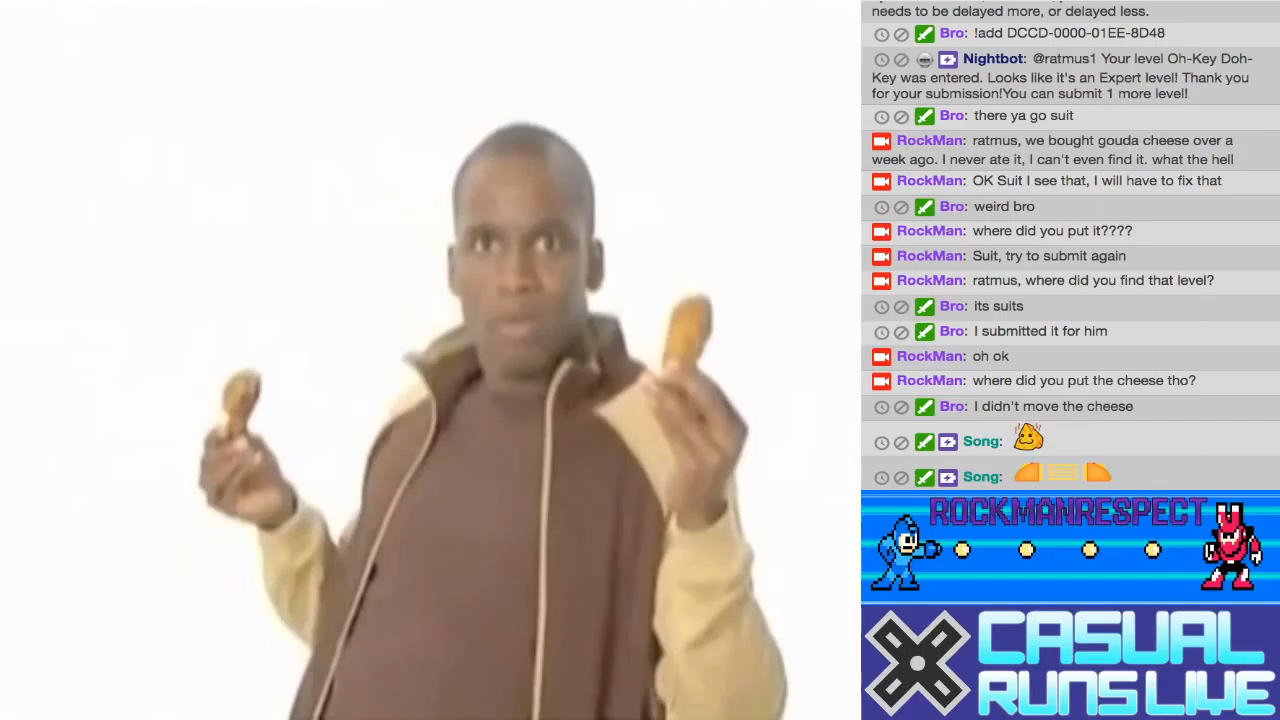 needs to be delayed more, or delayed less.
Bro: !add DCCD-0000-01EE-8D48
Nightbot: @ratmus1 Your level Oh-Key Doh-
Key was entered. Looks like it's an Expert level! Thank you
for your submission!You can submit 1 more level!
Bro: there ya go suit
RockMan: ratmus, we bought gouda cheese over a
week ago. I never ate it, I can't even find it. what the hell
RockMan: OK Suit I see that, I will have to fix that
Bro: weird bro
RockMan: where did you put it????
RockMan: Suit, try to submit again
RockMan: ratmus, where did you find that level?
Bro: its suits
Bro: I submitted it for him
RockMan: oh ok
RockMan: where did you put the cheese tho?
Bro: I didn't move the cheese
Song:
Song:
ROCKMANRESPECT
CASUAL
RUNS LIVE